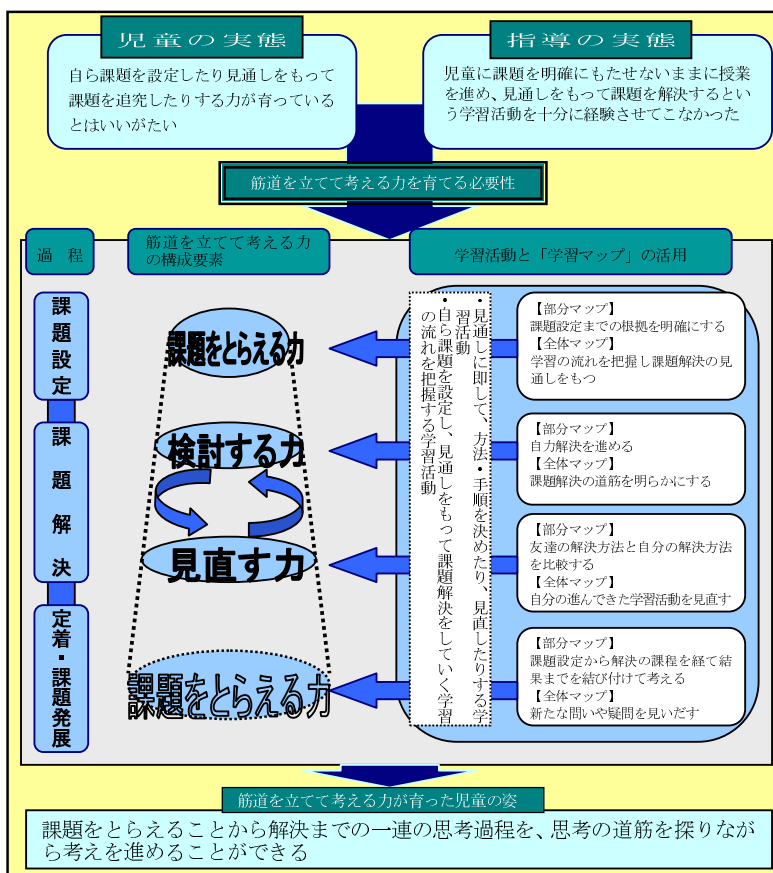 児童の実態
自ら課題を設定したり見通しをもって
課題を追究したりする力が育っている
とはいいがたい
指導の実態
児童に課題を明確にもたせないままに授業
を進め、見通しをもって課題を解決するとい
う学習活動を十分に経験させてこなかった
筋道を立てて考える力を育てる必要性
過　程
筋道を立てて考える力
の構成要素
学習活動と「学習マップ」の活用
課題設定
課題解決
定着・課題発展
課題をとらえる力
検討する力
見直す力
課題をとらえる力
・見通しに即して、方法・手順を決めたり、見直したりする学
習活動
・自ら課題を設定し、見通しをもって課題解決をしていく学習
の流れを把握する学習活動
【部分マップ】
課題設定までの根拠を明確にする
【全体マップ】
学習の流れを把握し課題解決の見
通しをもつ
【部分マップ】
自力解決を進める
【全体マップ】
課題解決の道筋を明らかにする
【部分マップ】
友達の解決方法と自分の解決方法
を比較する
【全体マップ】
自分の進んできた学習活動を見直す
【部分マップ】
課題設定から解決の課程を経て結
果までを結び付けて考える
【全体マップ】
新たな問いや疑問を見いだす
筋道を立てて考える力が育った児童の姿
課題をとらえることから解決までの一連の思考過程を、思考の道筋を探りなが
ら考えを進めることができる